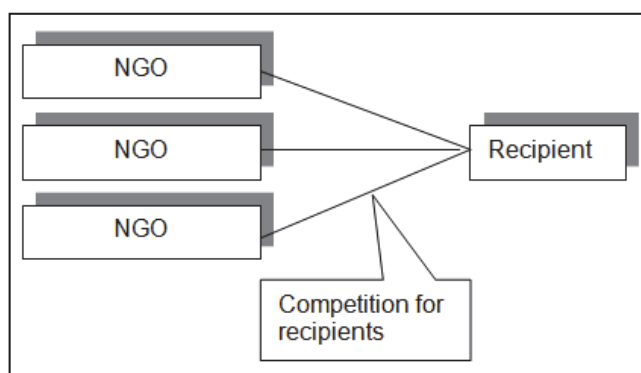 NGO
NGO
Recipient
NGO
Competition for
recipients